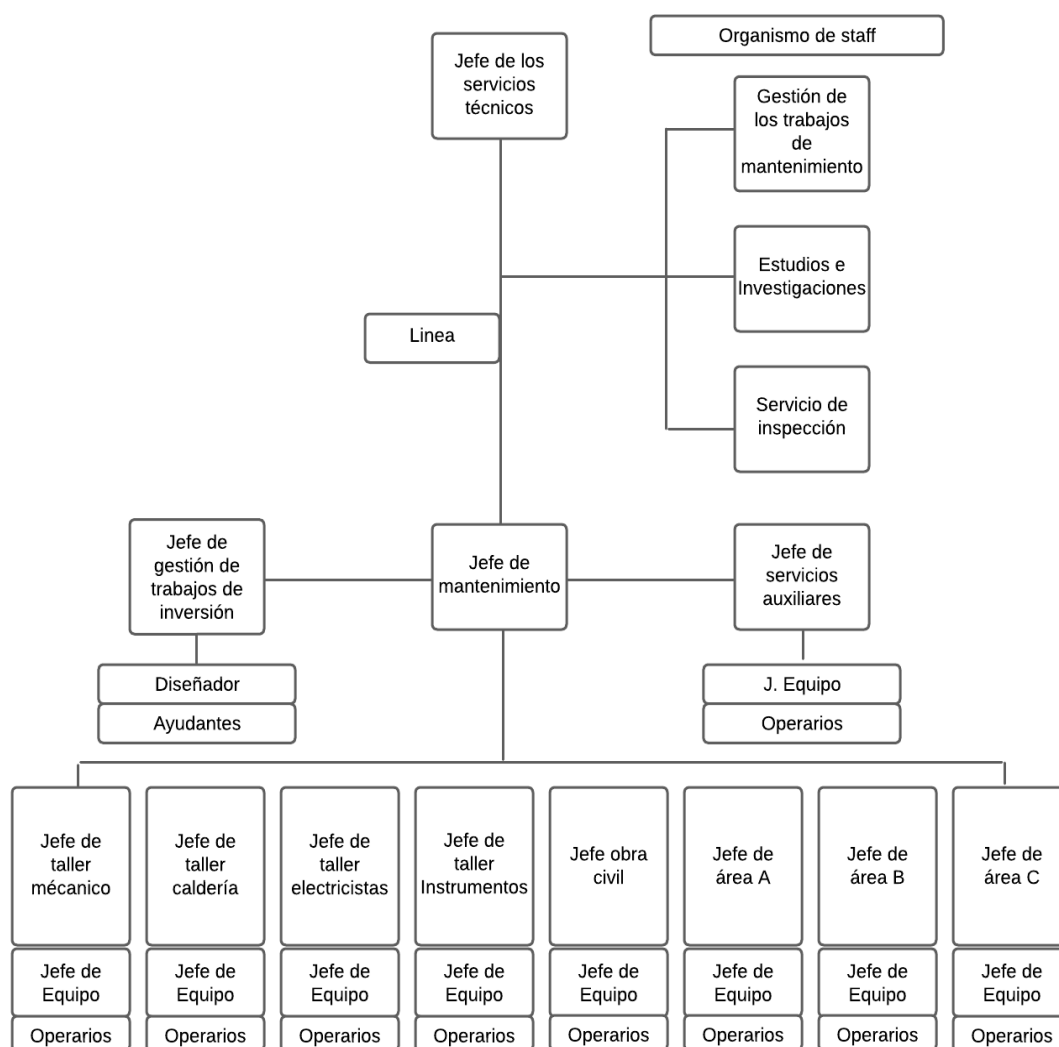 Organismo de staff
Jefe de los
servicios
técnicos
Gestión de
los trabajos
de
mantenimiento
Estudios e
Investigaciones
Linea
Servicio de
inspección
Jefe de
gestión de
trabajos de
inversión
Jefe de
mantenimiento
Jefe de
servicios
auxiliares
Diseñador
Ayudantes
J. Equipo
Operarios
Jefe de
taller
mécanico
Jefe de
taller
caldería
Jefe de
taller
electricistas
Jefe de
taller
Instrumentos
Jefe obra
civil
Jefe de
área A
Jefe de
área B
Jefe de
área C
Jefe de
Equipo
Jefe de
Equipo
Jefe de
Equipo
Jefe de
Equipo
Jefe de
Equipo
Jefe de
Equipo
Jefe de
Equipo
Jefe de
Equipo
Operarios
Operarios
Operarios
Operarios
Operarios
Operarios
Operarios
Operarios